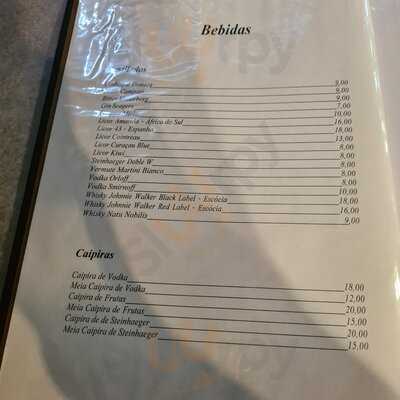 Bebidas
8,00
Campari 9,00
9,00
Gin Seagers 7,00
10,00
Licor Amarula - África do Sul 16,00
Licor 43 - Espanha 18,00
Licor Cointreau 13,00
Licor Curaçau Blue 8,00
Licor Kiwi 8,00
Steinhaeger Doble W 8,00
Vermute Martini Bianco 8,00
Vodka Orloff 8,00
Vodka Smirnoff 10,00
Whisky Johnnie Walker Black Label - Escócia 18,00
Whisky Johnnie Walker Red Label - Escócia 16,00
Whisky Natu Nobilis 9,00
Caipiras
Caipira de Vodka 18,00
Meia Caipira de Vodka 12,00
Caipira de Frutas 20,00
Meia Caipira de Frutas 15,00
Caipira de de Steinhaeger 20,00
Meia Caipira de Steinhaeger 15,00